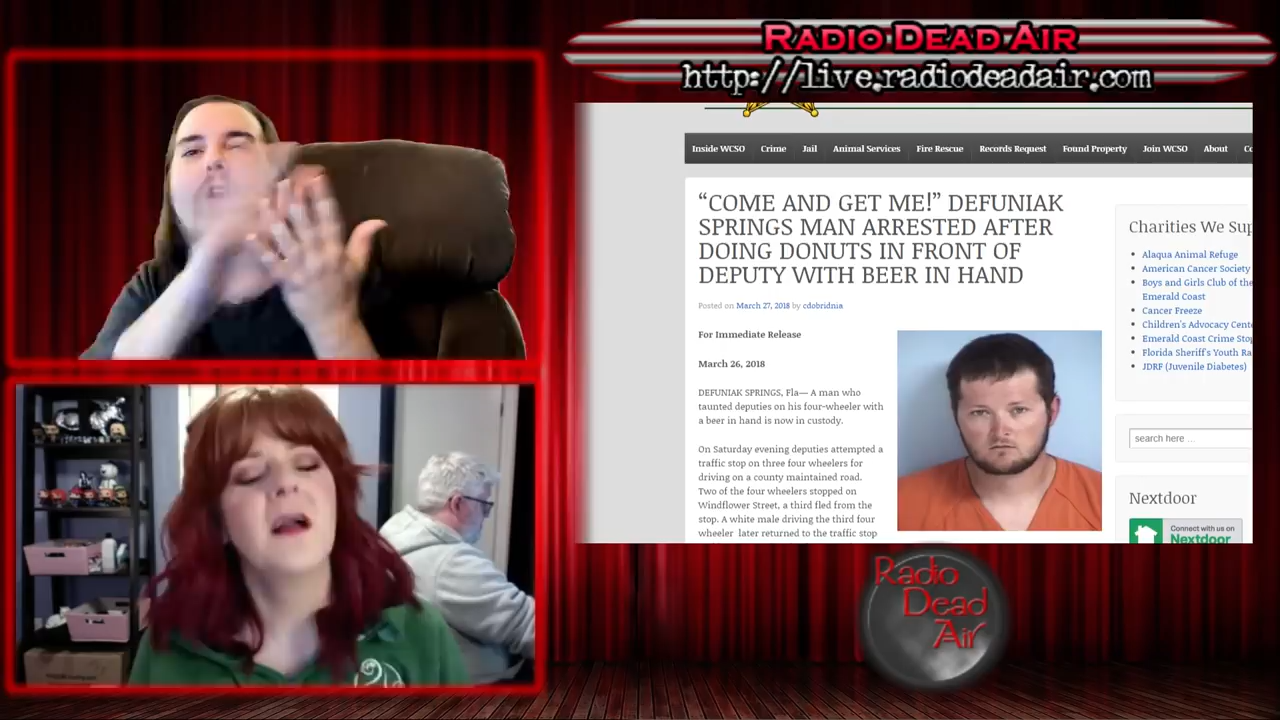 Radio Dead Air
http://live.radiodeadair.com
Inside WCSO Crime Jail Animal Services Fire Rescue Records Request Found Property Join WCSO About
“COME AND GET ME!” DEFUNIAK
SPRINGS MAN ARRESTED AFTER
DOING DONUTS IN FRONT OF
DEPUTY WITH BEER IN HAND
Posted on March 27, 2018 by cdobridnia
For Immediate Release
March 26, 2018
DEFUNIAK SPRINGS, Fla— A man who
taunted deputies on his four-wheeler with
a beer in hand is now in custody.
On Saturday evening deputies attempted a
traffic stop on three four wheelers for
driving on a county maintained road.
Two of the four wheelers stopped on
Windflower Street, a third fled from the
stop. A white male driving the third four
wheeler later returned to the traffic stop
Charities We Sup
Alaqua Animal Refuge
American Cancer Society
Boys and Girls Club of the
Emerald Coast
Cancer Freeze
Children's Advocacy Cente
Emerald Coast Crime Stop
Florida Sheriff's Youth Ra
JDRF (Juvenile Diabetes)
search here ...
Nextdoor
Connect with us on
Nextdoor
Radio
Dead
Air